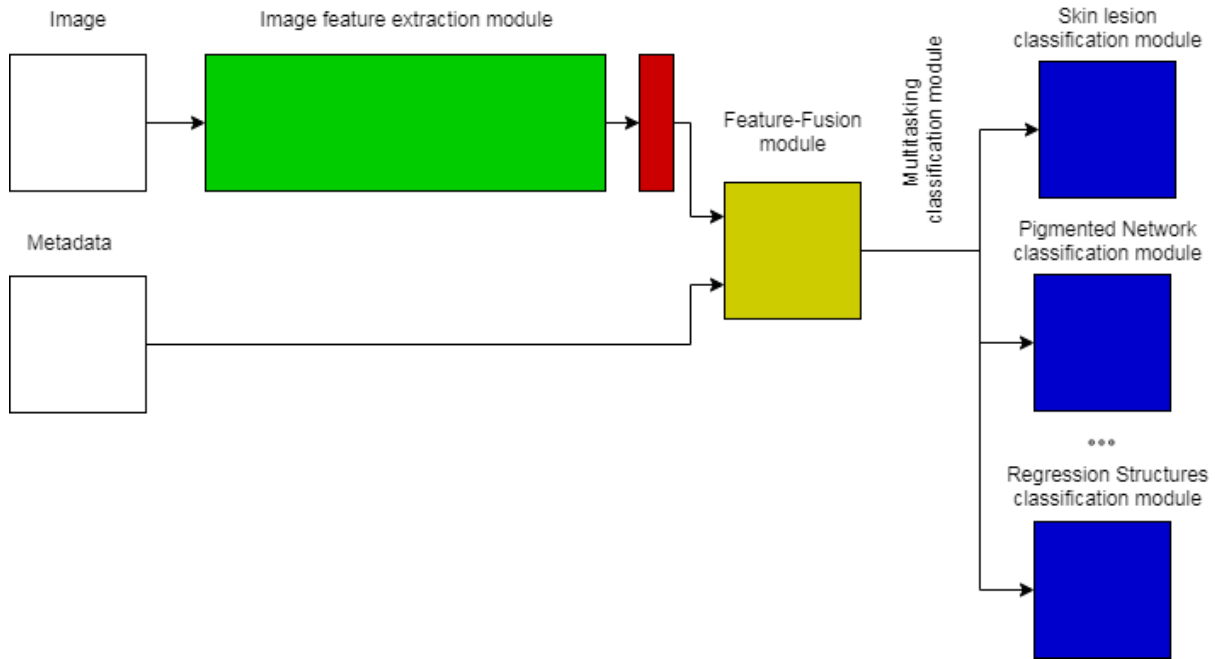 Image
Image feature extraction module
Skin lesion
classification module
Multitasking
classification module
Feature-Fusion
module
Metadata
Pigmented Network
classification module
Regression Structures
classification module